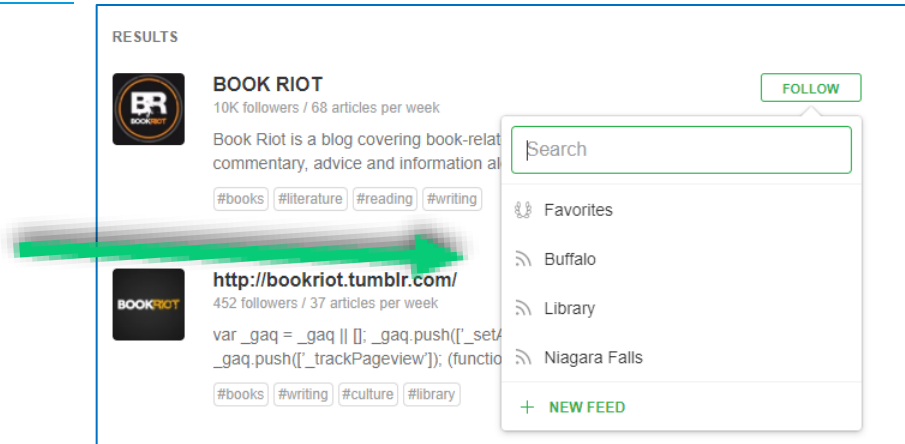 RESULTS
BR
BOOKRIOT
BOOK RIOT
FOLLOW
10K followers / 68 articles per week
Book Riot is a blog covering book-relat
commentary, advice and information al
#books #literature #reading #writing
Search
Favorites
Buffalo
Library
Niagara Falls
+ NEW FEED
BOOKRIOT
http://bookriot.tumblr.com/
452 followers / 37 articles per week
var _gaq = _gaq || []; _gaq.push(['_setA
_gaq.push(['_trackPageview']); (functio
#books #writing #culture #library